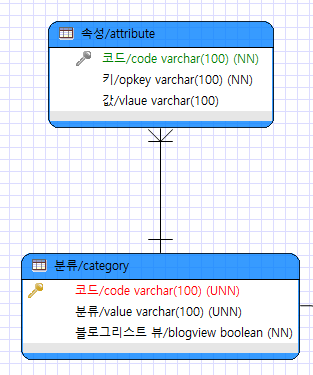 속성/attribute
코드/code varchar(100) (NN)
키/opkey varchar(100) (NN)
값/vlaue varchar(100)
분류/category
코드/code varchar(100) (UNN)
분류/value varchar(100) (UNN)
블로그리스트 뷰/blogview boolean (NN)